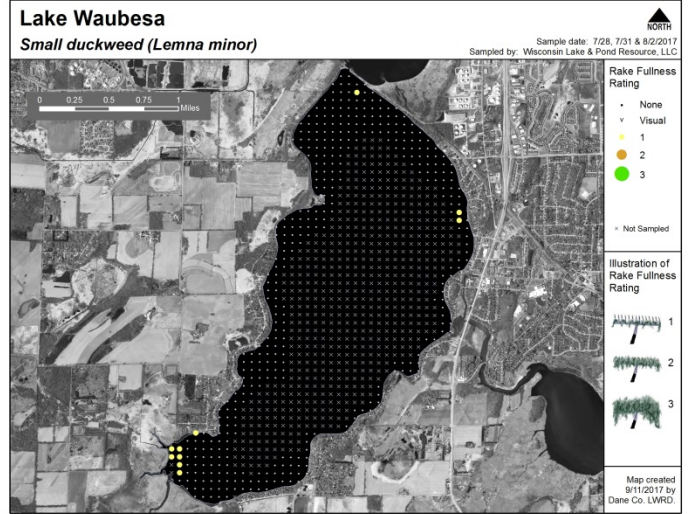 Lake Waubesa
Small duckweed (Lemna minor)
NORTH
Sample date: 7/28, 7/31 & 8/2/2017
Sampled by: Wisconsin Lake & Pond Resource, LLC
0 0.25 0.5 0.75 1
Miles
Rake Fullness
Rating
None
Visual
1
2
3
Not Sampled
Illustration of
Rake Fullness
Rating
1
2
3
Map created
9/11/2017 by
Dane Co. LWRD.